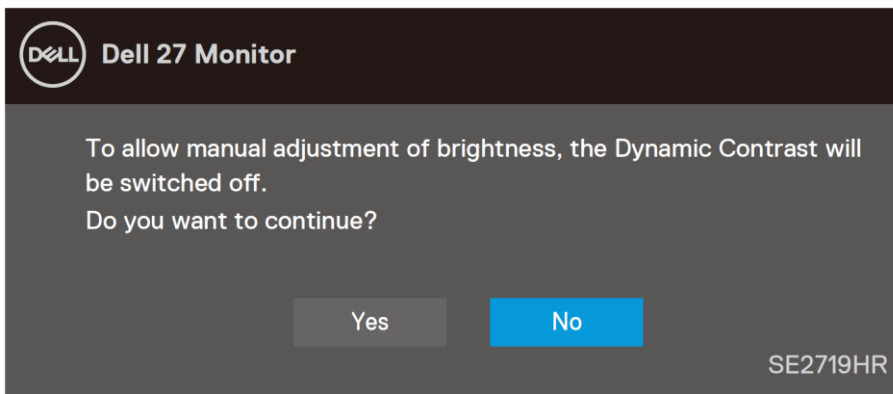 DELL Dell 27 Monitor
To allow manual adjustment of brightness, the Dynamic Contrast will
be switched off.
Do you want to continue?
Yes No
SE2719HR